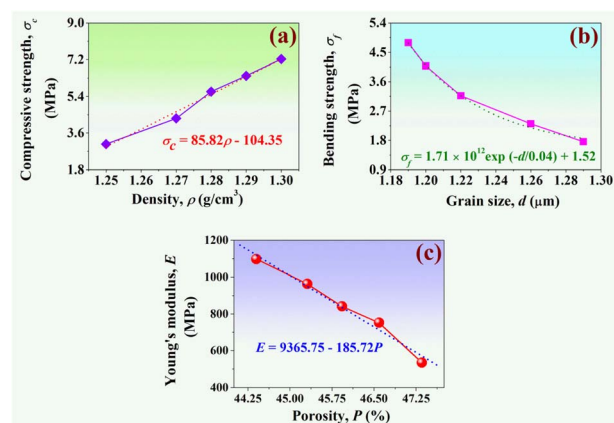 (a)
Compressive strength, σc
(MPa)
9.0
7.2
5.4
3.6
1.8
σc = 85.82ρ - 104.35
1.25 1.26 1.27 1.28 1.29 1.30
Density, ρ (g/cm³)
(b)
Bending strength, σf
(MPa)
5.4
4.5
3.6
2.7
1.8
0.9
σf = 1.71 × 10¹² exp (-d/0.04) + 1.52
1.18 1.20 1.22 1.24 1.26 1.28
Grain size, d (µm)
(c)
Young's modulus, E
(MPa)
1200
1000
800
600
400
E = 9365.75 - 185.72P
44.25 45.00 45.75 46.50 47.25
Porosity, P (%)